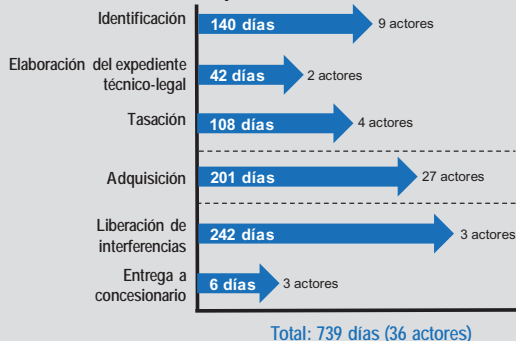 Identificación
140 días
9 actores
Elaboración del expediente
técnico-legal
42 días
2 actores
Tasación
108 días
4 actores
Adquisición
201 días
27 actores
Liberación de
interferencias
242 días
3 actores
Entrega a
concesionario
6 días
3 actores
Total: 739 días (36 actores)